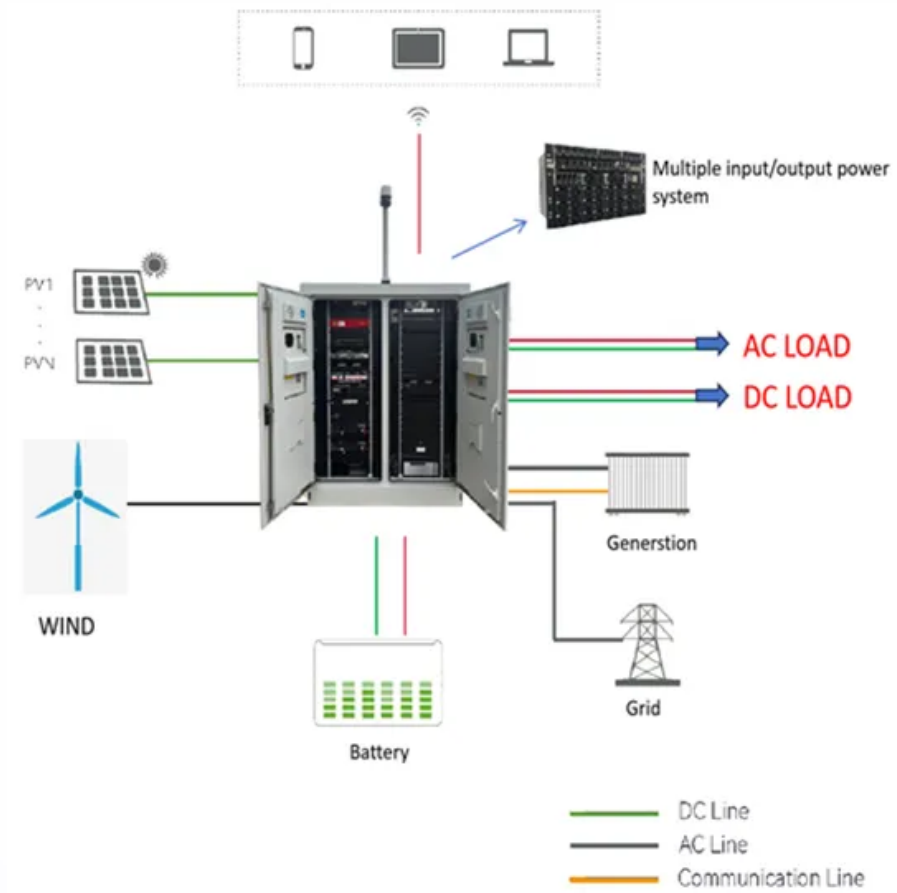 Multiple input/output power
system
PV1
PVN
AC LOAD
DC LOAD
Generstion
WIND
Grid
Battery
DC Line
AC Line
Communication Line